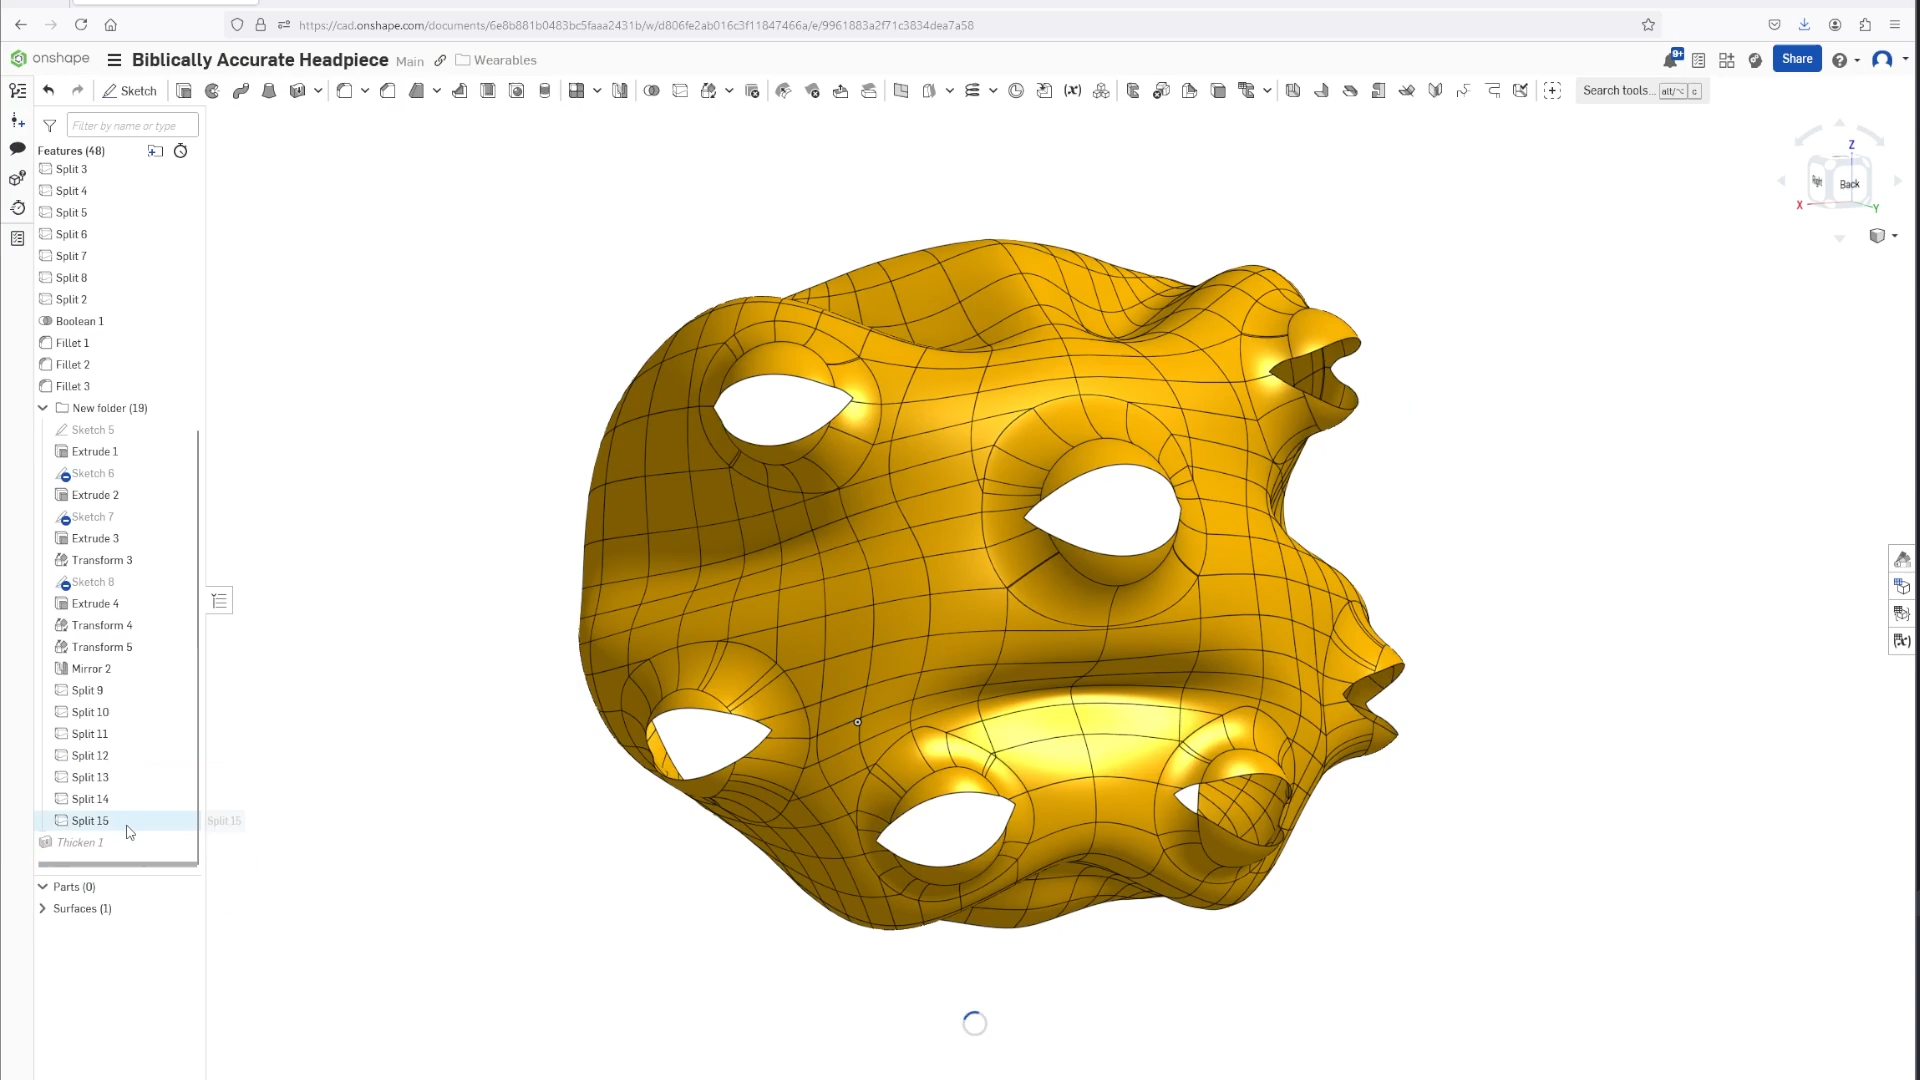 https://cad.onshape.com/documents/6e8b881b0483bc5faaa2431b/w/d806fe2ab016c3f11847466a/e/9961883a2f71c3834dea7a58
onshape
Biblically Accurate Headpiece
Main
Wearables
9+
Share
Sketch
(x)
Search tools...
alt/⌥
c
Filter by name or type
Features (48)
Split 3
Split 4
Split 5
Split 6
Split 7
Split 8
Split 2
Boolean 1
Fillet 1
Fillet 2
Fillet 3
New folder (19)
Sketch 5
Extrude 1
Sketch 6
Extrude 2
Sketch 7
Extrude 3
Transform 3
Sketch 8
Extrude 4
Transform 4
Transform 5
Mirror 2
Split 9
Split 10
Split 11
Split 12
Split 13
Split 14
Split 15
Split 15
Thicken 1
Parts (0)
Surfaces (1)
Z
Right
Back
X
Y
(x)